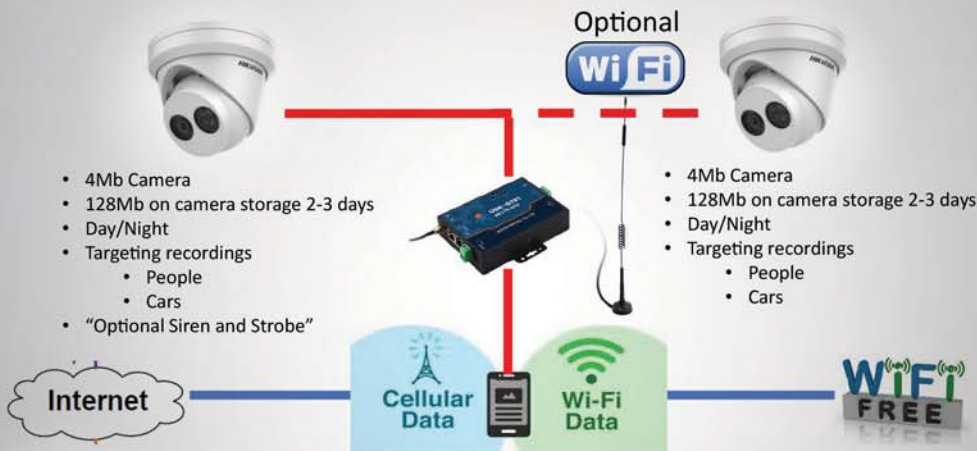 Optional
Wi Fi
HIKVISION
HIKVISION
• 4Mb Camera
• 128Mb on camera storage 2-3 days
• Day/Night
• Targeting recordings
• People
• Cars
• “Optional Siren and Strobe”
• 4Mb Camera
• 128Mb on camera storage 2-3 days
• Day/Night
• Targeting recordings
• People
• Cars
Internet
Cellular
Data
Wi-Fi
Data
WiFi
FREE